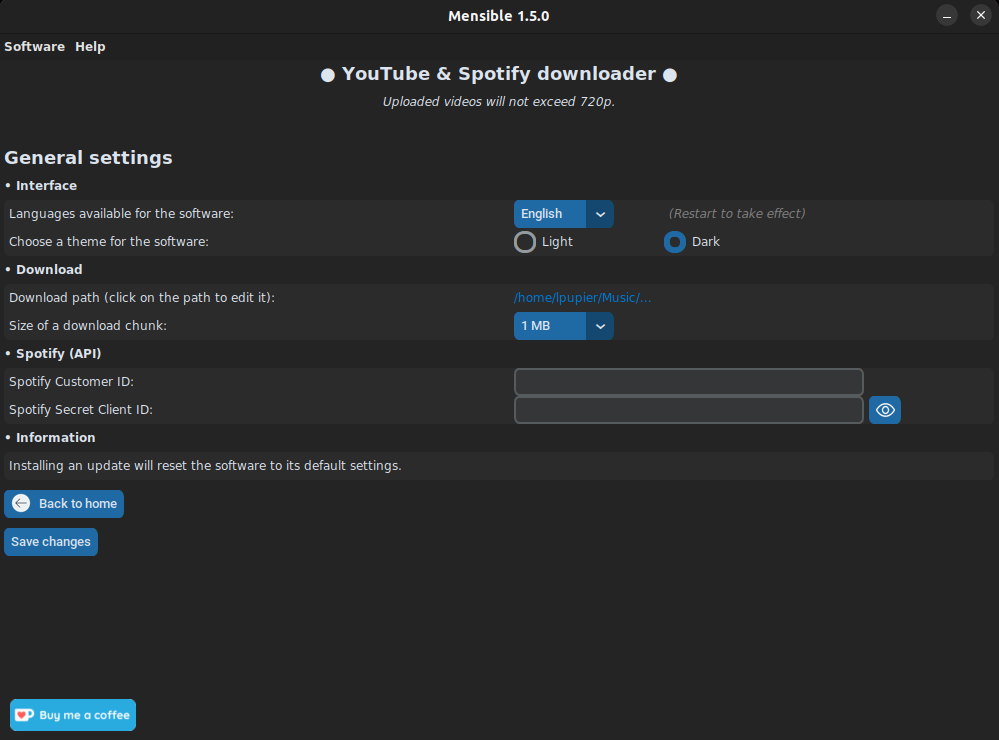 Mensible 1.5.0
Software Help
YouTube & Spotify downloader
Uploaded videos will not exceed 720p.
General settings
• Interface
Languages available for the software: English (Restart to take effect)
Choose a theme for the software: Light Dark
• Download
Download path (click on the path to edit it): /home/lpupier/Music/...
Size of a download chunk: 1 MB
• Spotify (API)
Spotify Customer ID:
Spotify Secret Client ID:
• Information
Installing an update will reset the software to its default settings.
Back to home
Save changes
Buy me a coffee